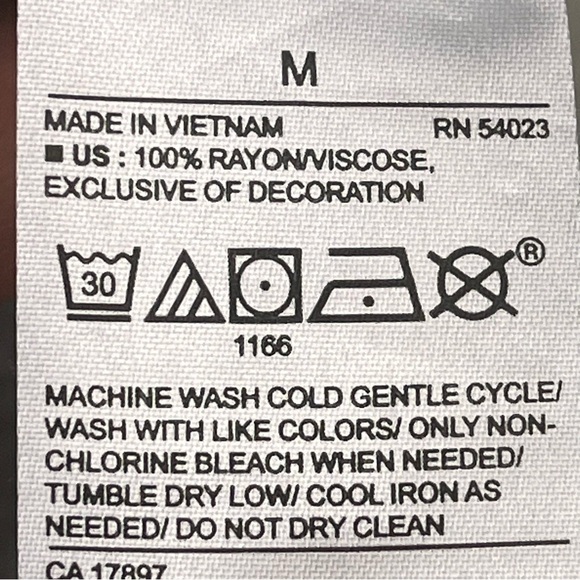 M
MADE IN VIETNAM RN 54023
■ US : 100% RAYON/VISCOSE,
EXCLUSIVE OF DECORATION
30 ®
1166
MACHINE WASH COLD GENTLE CYCLE/
WASH WITH LIKE COLORS/ ONLY NON-
CHLORINE BLEACH WHEN NEEDED/
TUMBLE DRY LOW/ COOL IRON AS
NEEDED/ DO NOT DRY CLEAN
CA 17897